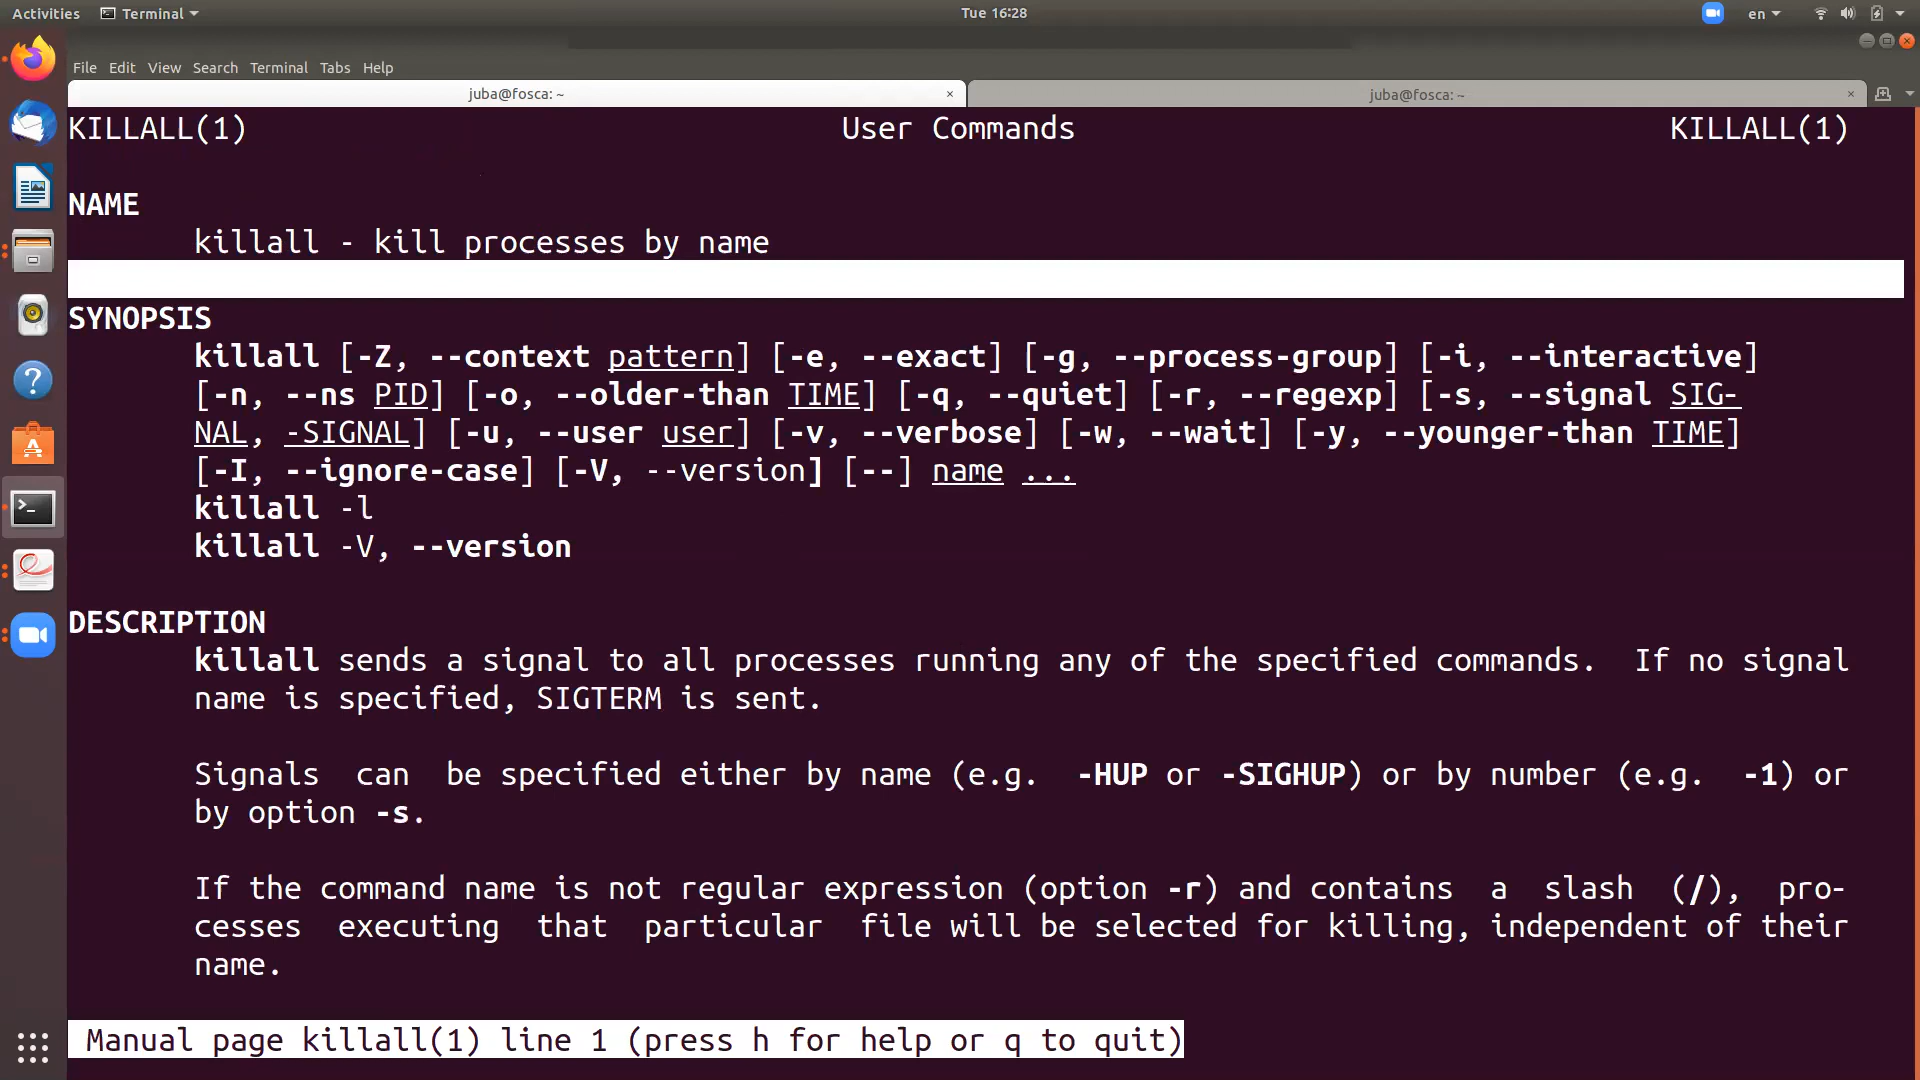 Activities Terminal Tue 16:28 en
File Edit View Search Terminal Tabs Help
juba@fosca: ~ × juba@fosca: ~ ×
KILLALL(1) User Commands KILLALL(1)
NAME
killall - kill processes by name
SYNOPSIS
killall [-Z, --context pattern] [-e, --exact] [-g, --process-group] [-i, --interactive]
[-n, --ns PID] [-o, --older-than TIME] [-q, --quiet] [-r, --regexp] [-s, --signal SIG-
NAL, -SIGNAL] [-u, --user user] [-v, --verbose] [-w, --wait] [-y, --younger-than TIME]
[-I, --ignore-case] [-V, --version] [--] name ...
killall -l
killall -V, --version
DESCRIPTION
killall sends a signal to all processes running any of the specified commands. If no signal
name is specified, SIGTERM is sent.
Signals can be specified either by name (e.g. -HUP or -SIGHUP) or by number (e.g. -1) or
by option -s.
If the command name is not regular expression (option -r) and contains a slash (/), pro-
cesses executing that particular file will be selected for killing, independent of their
name.
Manual page killall(1) line 1 (press h for help or q to quit)